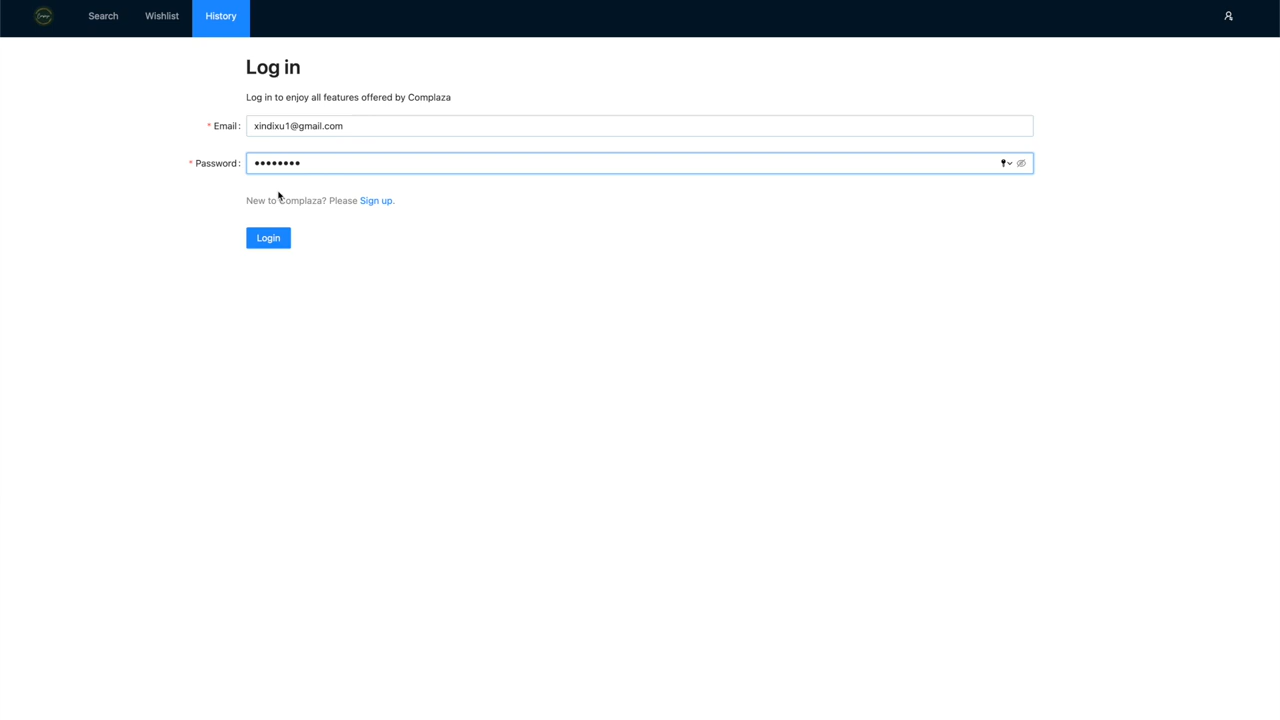 Search Wishlist History
Log in
Log in to enjoy all features offered by Complaza
* Email: xindixu1@gmail.com
* Password: ••••••••
New to Complaza? Please Sign up.
Login